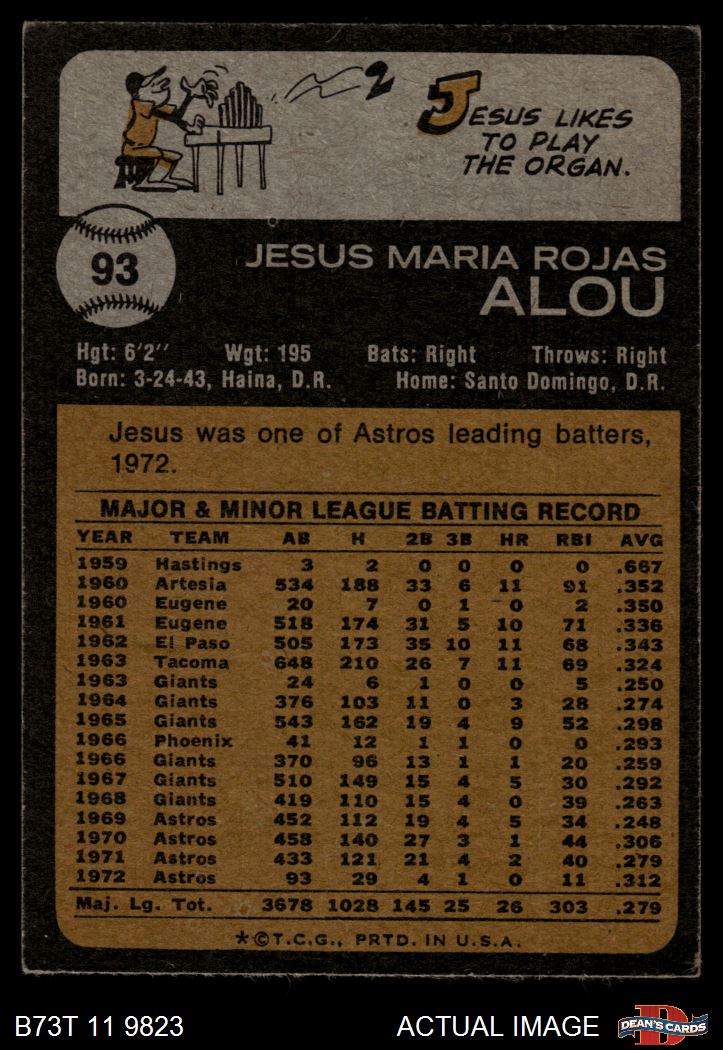 2
JESUS LIKES
TO PLAY
THE ORGAN.
93
JESUS MARIA ROJAS
ALOU
Hgt: 6'2'' Wgt: 195 Bats: Right Throws: Right
Born: 3-24-43, Haina, D.R. Home: Santo Domingo, D.R.
Jesus was one of Astros leading batters,
1972.
MAJOR & MINOR LEAGUE BATTING RECORD
YEAR TEAM AB H 2B 3B HR RBI AVG
1959 Hastings 3 2 0 0 0 0 .667
1960 Artesia 534 188 33 6 11 91 .352
1960 Eugene 20 7 0 1 0 2 .350
1961 Eugene 518 174 31 5 10 71 .336
1962 El Paso 505 173 35 10 11 68 .343
1963 Tacoma 648 210 26 7 11 69 .324
1963 Giants 24 6 1 0 0 5 .250
1964 Giants 376 103 11 0 3 28 .274
1965 Giants 543 162 19 4 9 52 .298
1966 Phoenix 41 12 1 1 0 0 .293
1966 Giants 370 96 13 1 1 20 .259
1967 Giants 510 149 15 4 5 30 .292
1968 Giants 419 110 15 4 0 39 .263
1969 Astros 452 112 19 4 5 34 .248
1970 Astros 458 140 27 3 1 44 .306
1971 Astros 433 121 21 4 2 40 .279
1972 Astros 93 29 4 1 0 11 .312
Maj. Lg. Tot. 3678 1028 145 25 26 303 .279
*©T.C.G., PRTD. IN U.S.A.
B73T 11 9823 ACTUAL IMAGE D DEAN'S CARDS